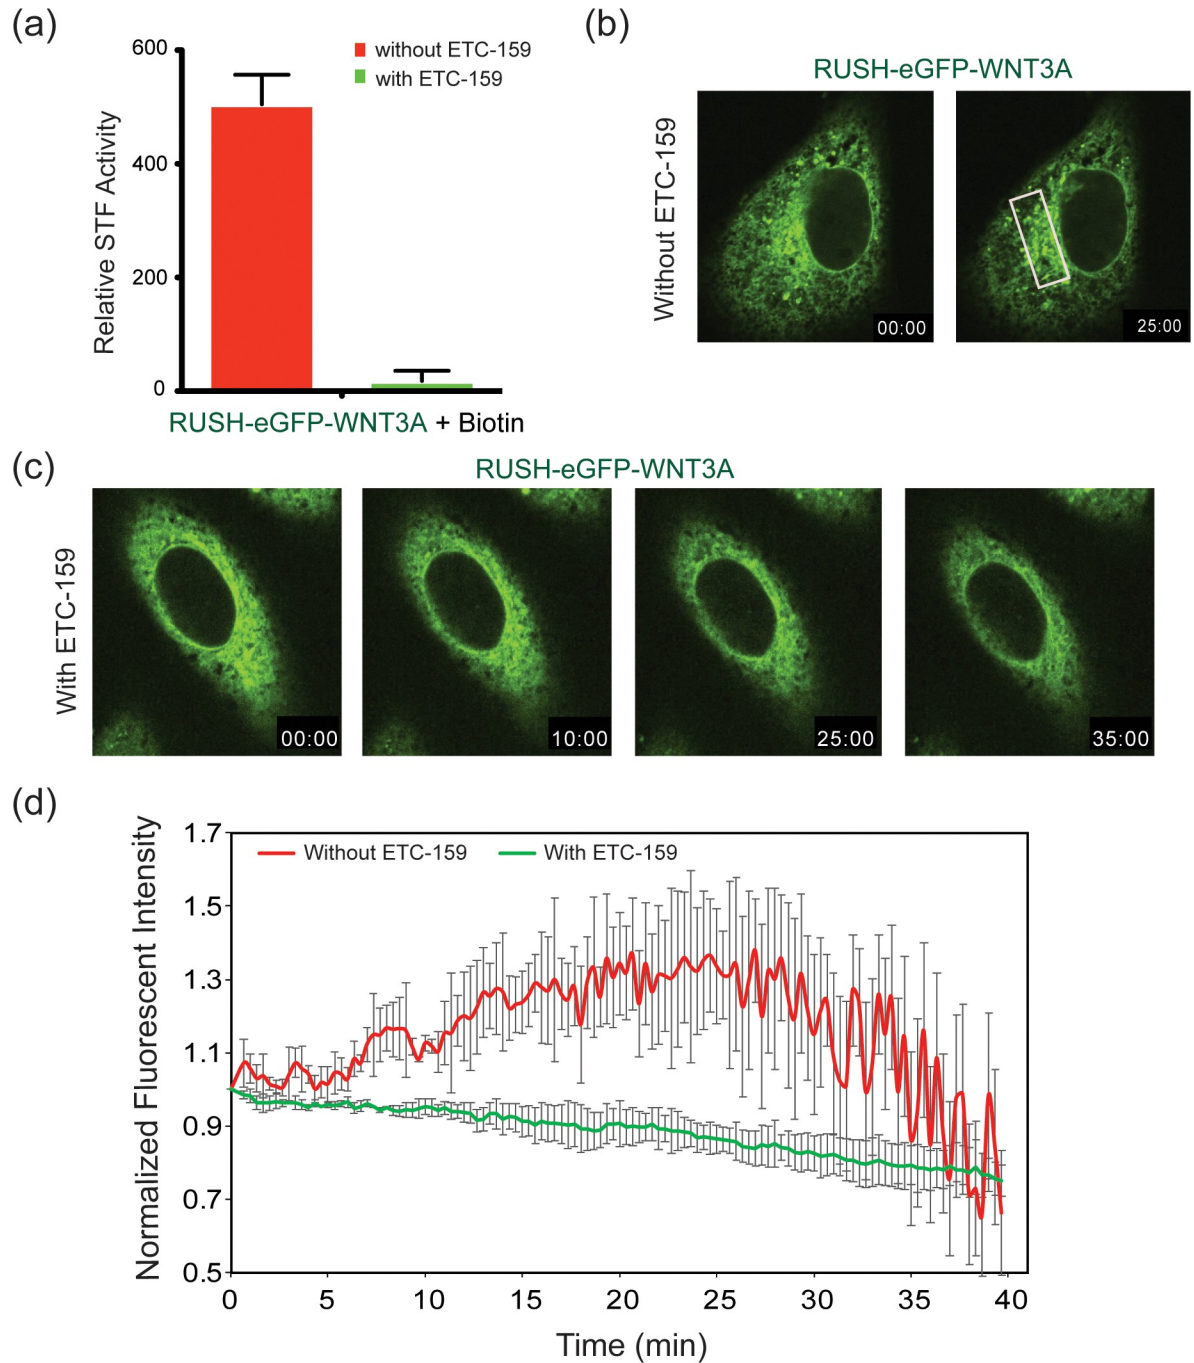 (a)
600
400
200
0
Relative STF Activity
without ETC-159
with ETC-159
RUSH-eGFP-WNT3A + Biotin
(b)
RUSH-eGFP-WNT3A
Without ETC-159
00:00
25:00
(c)
RUSH-eGFP-WNT3A
With ETC-159
00:00
10:00
25:00
35:00
(d)
Normalized Fluorescent Intensity
1.7
1.5
1.3
1.1
0.9
0.7
0.5
Without ETC-159
With ETC-159
0 5 10 15 20 25 30 35 40
Time (min)